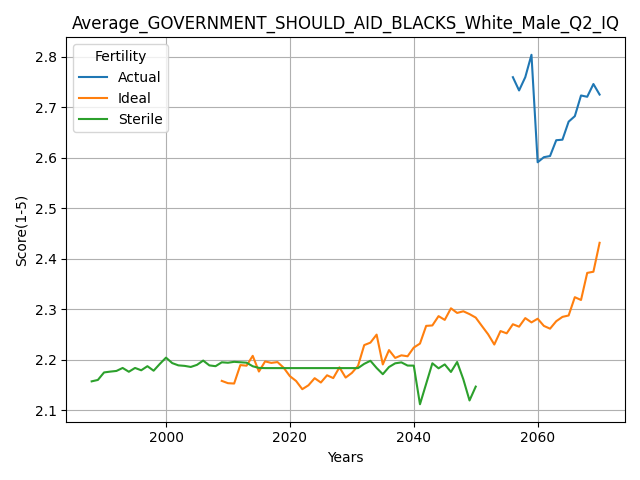 Average_GOVERNMENT_SHOULD_AID_BLACKS_White_Male_Q2_IQ
Fertility
Actual
Ideal
Sterile
Score(1-5)
2.8
2.7
2.6
2.5
2.4
2.3
2.2
2.1
2000
2020
2040
2060
Years